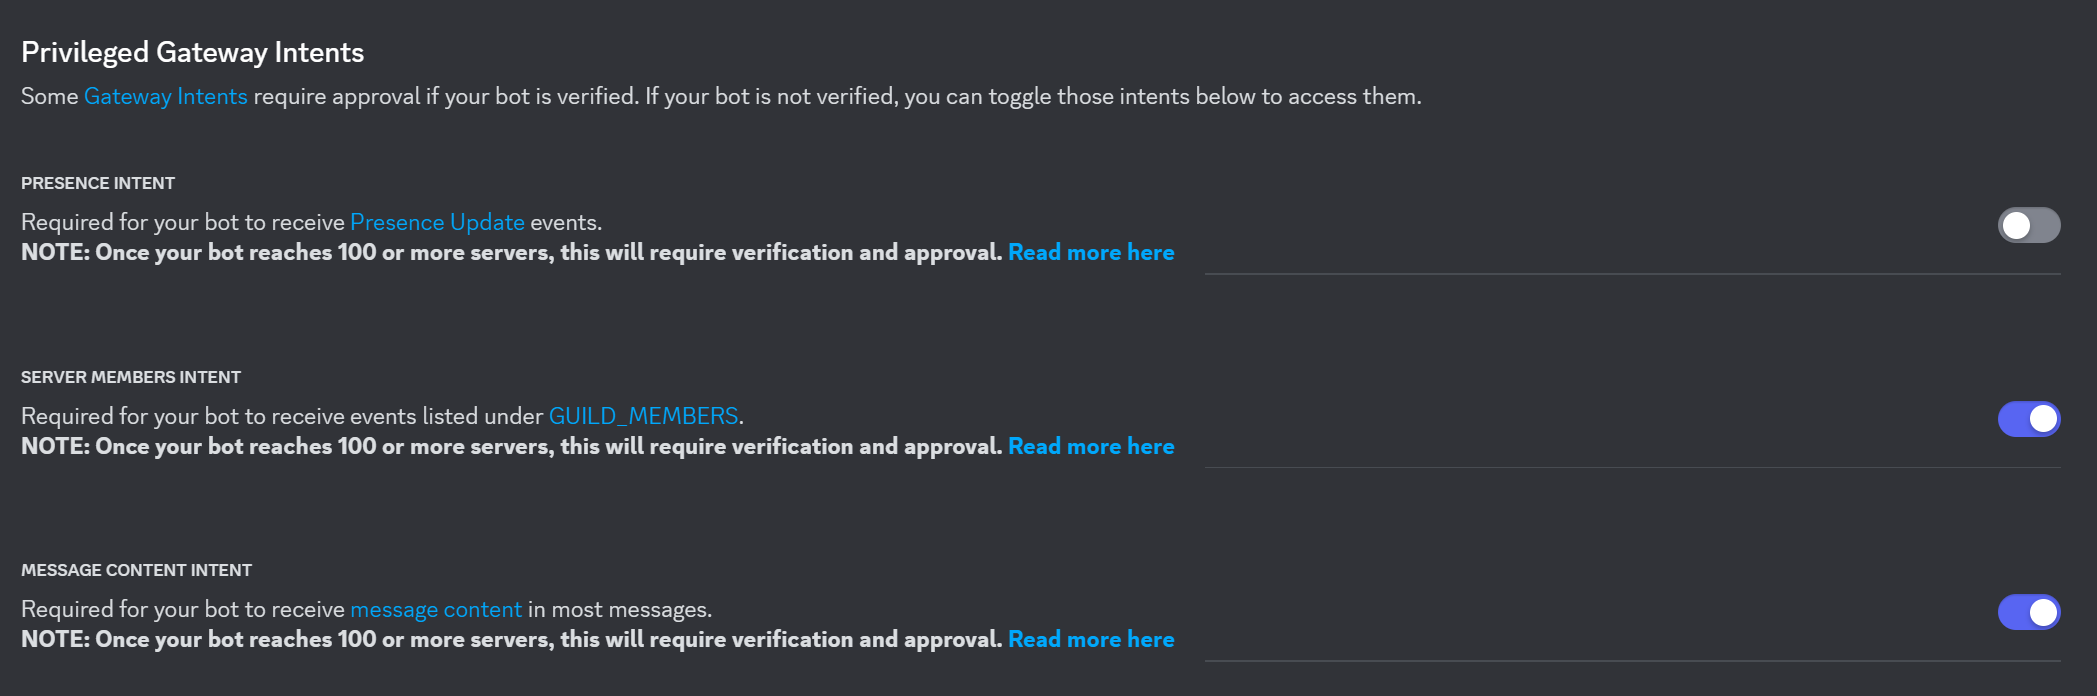 Privileged Gateway Intents
Some Gateway Intents require approval if your bot is verified. If your bot is not verified, you can toggle those intents below to access them.
PRESENCE INTENT
Required for your bot to receive Presence Update events.
NOTE: Once your bot reaches 100 or more servers, this will require verification and approval. Read more here
SERVER MEMBERS INTENT
Required for your bot to receive events listed under GUILD_MEMBERS.
NOTE: Once your bot reaches 100 or more servers, this will require verification and approval. Read more here
MESSAGE CONTENT INTENT
Required for your bot to receive message content in most messages.
NOTE: Once your bot reaches 100 or more servers, this will require verification and approval. Read more here